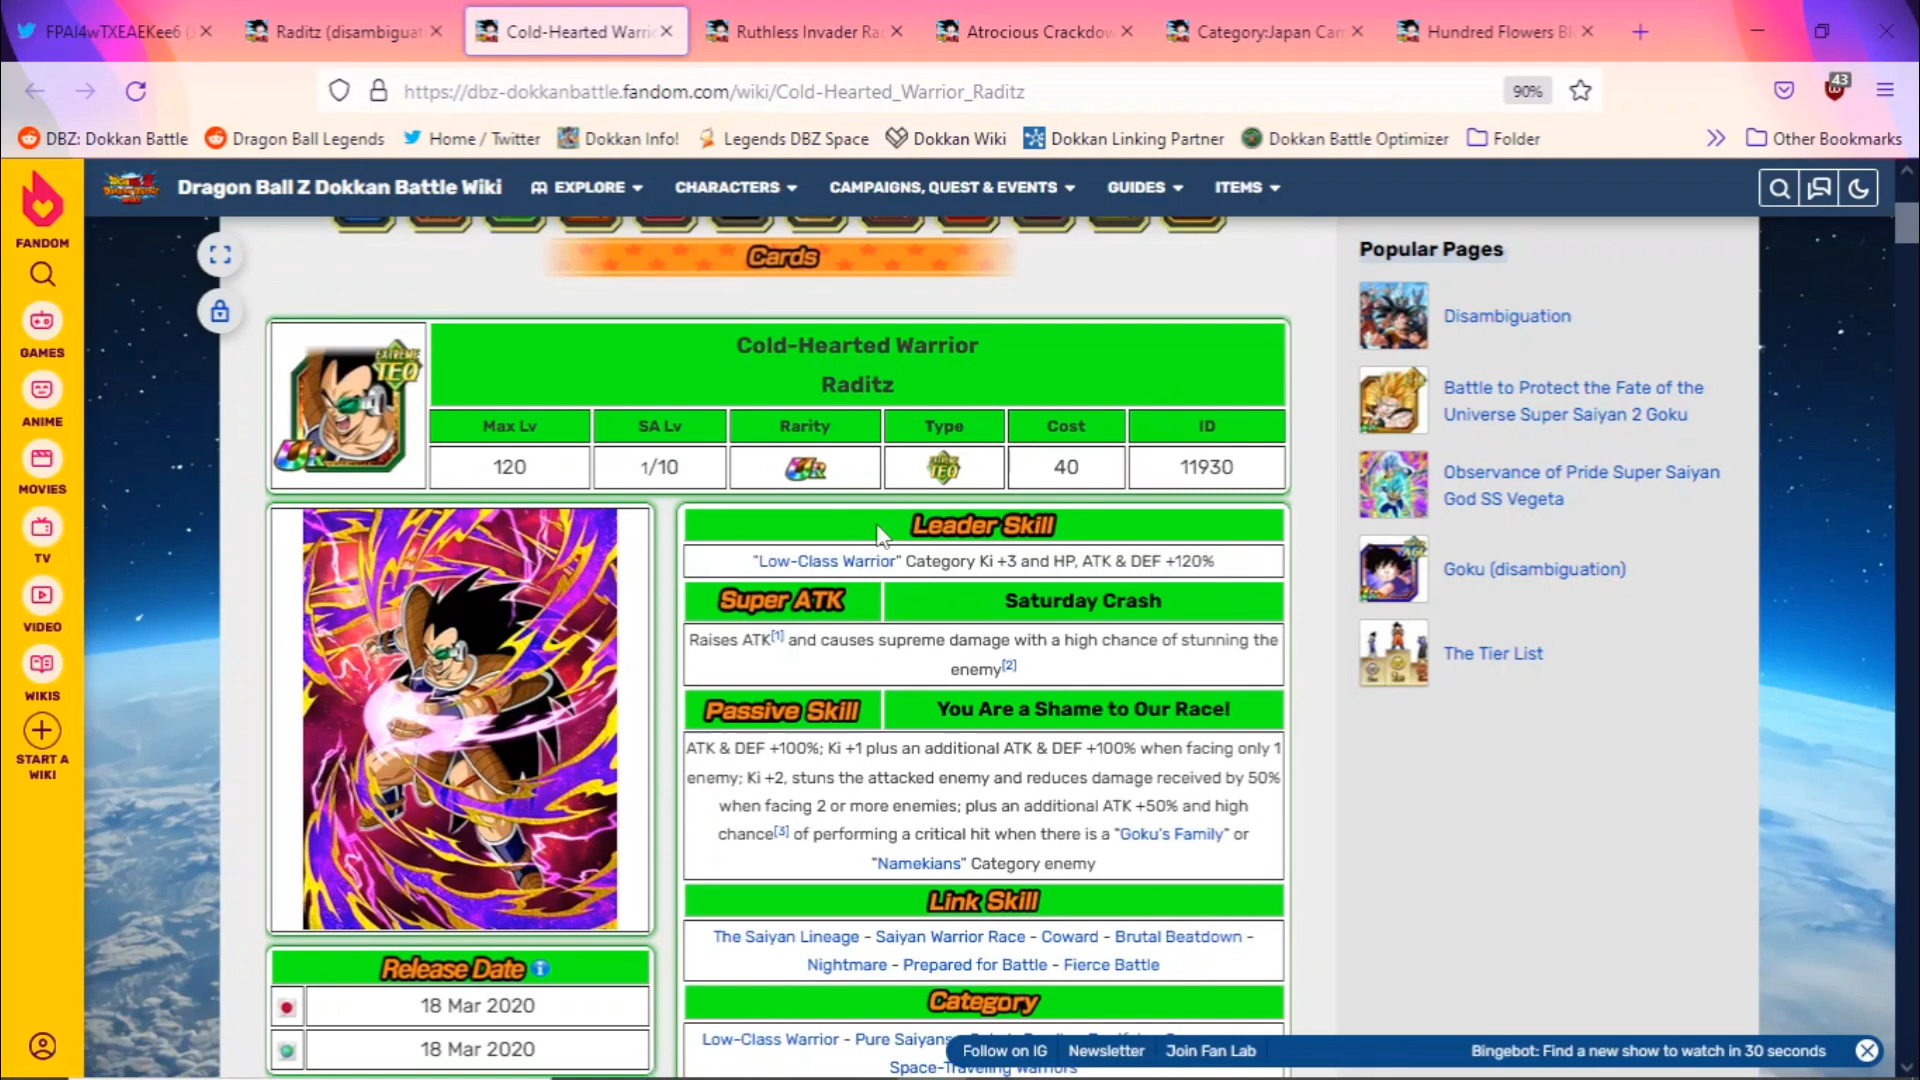 FPAI4wTXEAEKee6 (
Raditz (disambiguat
Cold-Hearted Warric
Ruthless Invader Ra
Atrocious Crackdow
Category:Japan Cam
Hundred Flowers Bl
https://dbz-dokkanbattle.fandom.com/wiki/Cold-Hearted_Warrior_Raditz
90%
43
DBZ: Dokkan Battle
Dragon Ball Legends
Home / Twitter
Dokkan Info!
Legends DBZ Space
Dokkan Wiki
Dokkan Linking Partner
Dokkan Battle Optimizer
Folder
Other Bookmarks
Dragon Ball Z Dokkan Battle Wiki
EXPLORE
CHARACTERS
CAMPAIGNS, QUEST & EVENTS
GUIDES
ITEMS
FANDOM
GAMES
ANIME
MOVIES
TV
VIDEO
WIKIS
START A
WIKI
Cards
EXTREME
TEQ
UR
Cold-Hearted Warrior
Raditz
Max Lv
SA Lv
Rarity
Type
Cost
ID
120
1/10
UR
EXTREME TEQ
40
11930
Leader Skill
"Low-Class Warrior" Category Ki +3 and HP, ATK & DEF +120%
Super ATK
Saturday Crash
Raises ATK[1] and causes supreme damage with a high chance of stunning the
enemy[2]
Passive Skill
You Are a Shame to Our Race!
ATK & DEF +100%; Ki +1 plus an additional ATK & DEF +100% when facing only 1
enemy; Ki +2, stuns the attacked enemy and reduces damage received by 50%
when facing 2 or more enemies; plus an additional ATK +50% and high
chance[3] of performing a critical hit when there is a "Goku's Family" or
"Namekians" Category enemy
Link Skill
The Saiyan Lineage - Saiyan Warrior Race - Coward - Brutal Beatdown -
Nightmare - Prepared for Battle - Fierce Battle
Category
Low-Class Warrior - Pure Saiyans
Space-Traveling Warriors
Release Date
18 Mar 2020
18 Mar 2020
Popular Pages
Disambiguation
Battle to Protect the Fate of the
Universe Super Saiyan 2 Goku
Observance of Pride Super Saiyan
God SS Vegeta
Goku (disambiguation)
The Tier List
Follow on IG
Newsletter
Join Fan Lab
Bingebot: Find a new show to watch in 30 seconds